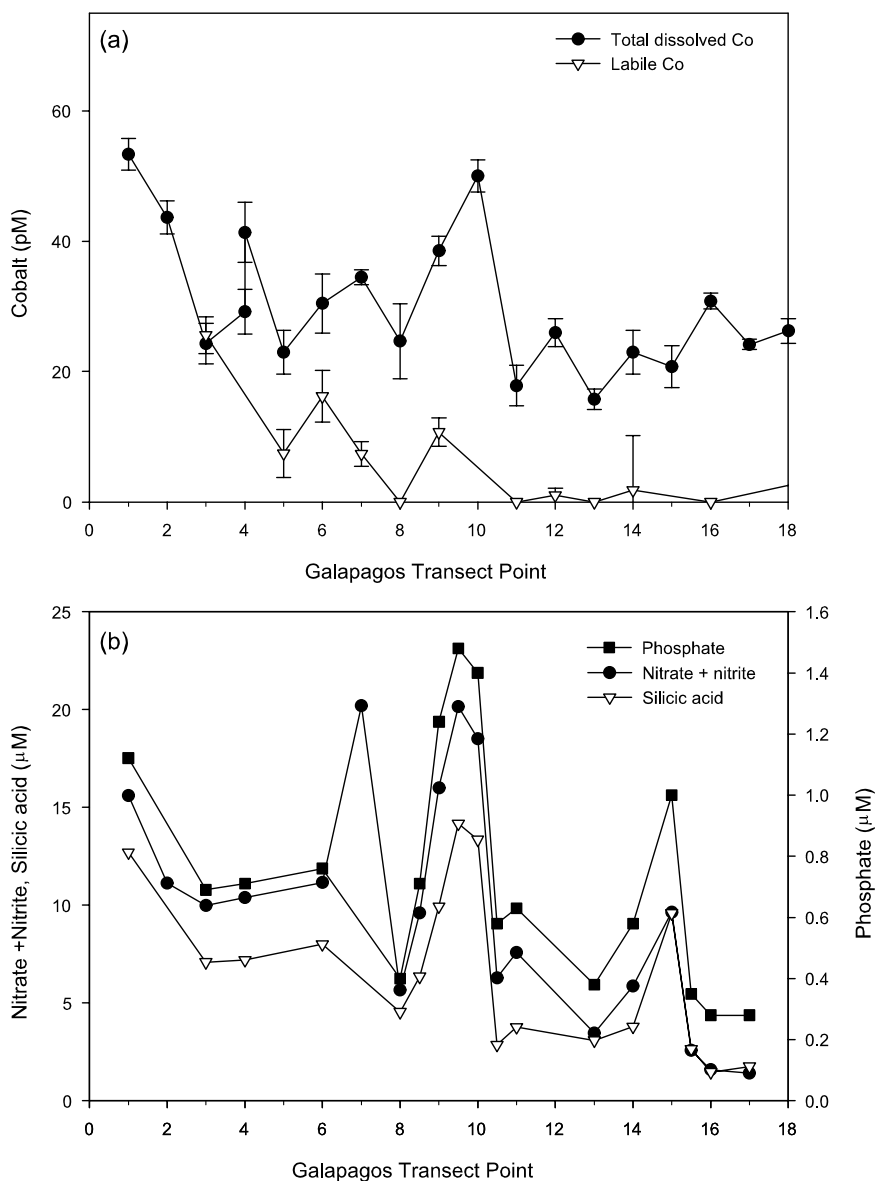 (a)
Total dissolved Co
Labile Co
60
40
20
0
Cobalt (pM)
0 2 4 6 8 10 12 14 16 18
Galapagos Transect Point
(b)
Phosphate
Nitrate + nitrite
Silicic acid
25
20
15
10
5
0
Nitrate +Nitrite, Silicic acid (μM)
1.6
1.4
1.2
1.0
0.8
0.6
0.4
0.2
0.0
Phosphate (μM)
0 2 4 6 8 10 12 14 16 18
Galapagos Transect Point